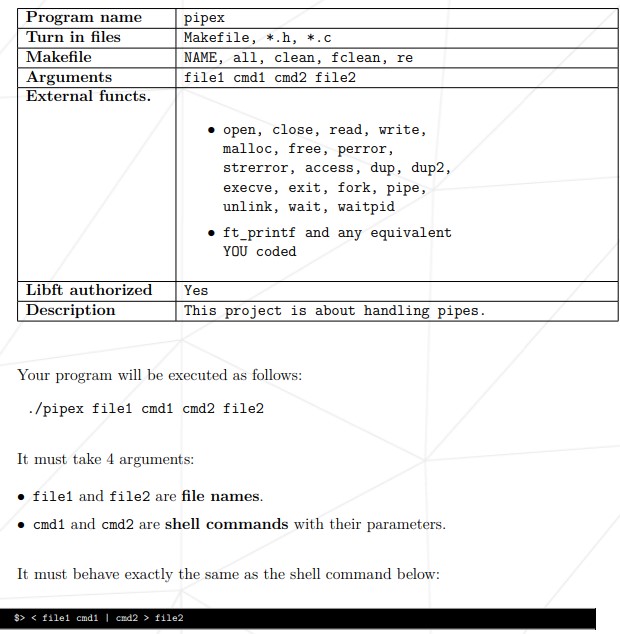 Program name pipex
Turn in files Makefile, *.h, *.c
Makefile NAME, all, clean, fclean, re
Arguments file1 cmd1 cmd2 file2
External functs.
• open, close, read, write,
malloc, free, perror,
strerror, access, dup, dup2,
execve, exit, fork, pipe,
unlink, wait, waitpid
• ft_printf and any equivalent
YOU coded
Libft authorized Yes
Description This project is about handling pipes.
Your program will be executed as follows:
./pipex file1 cmd1 cmd2 file2
It must take 4 arguments:
• file1 and file2 are file names.
• cmd1 and cmd2 are shell commands with their parameters.
It must behave exactly the same as the shell command below:
$> < file1 cmd1 | cmd2 > file2